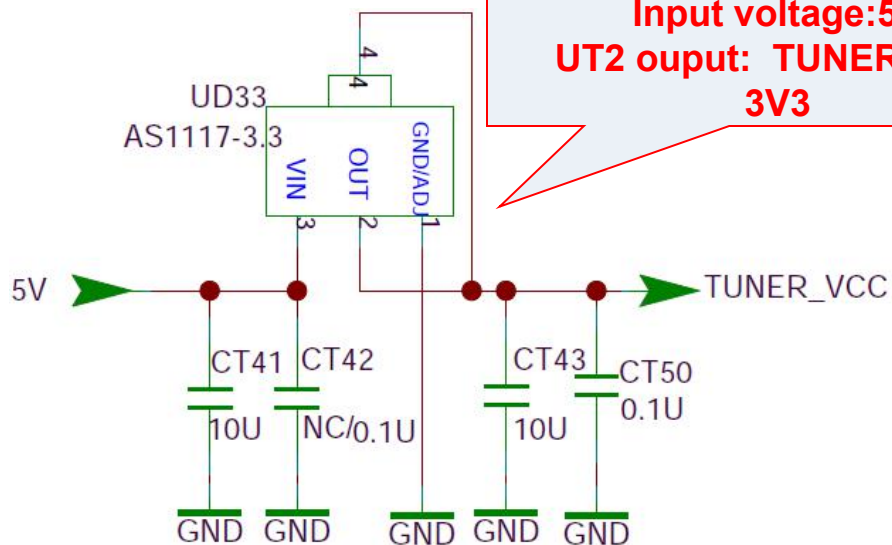 Input voltage:5
UT2 ouput: TUNER
3V3
4
4
UD33
AS1117-3.3
VIN
OUT
GND/ADJ
3
2
1
5V
TUNER_VCC
CT41
10U
CT42
NC/0.1U
CT43
10U
CT50
0.1U
GND
GND
GND
GND
GND